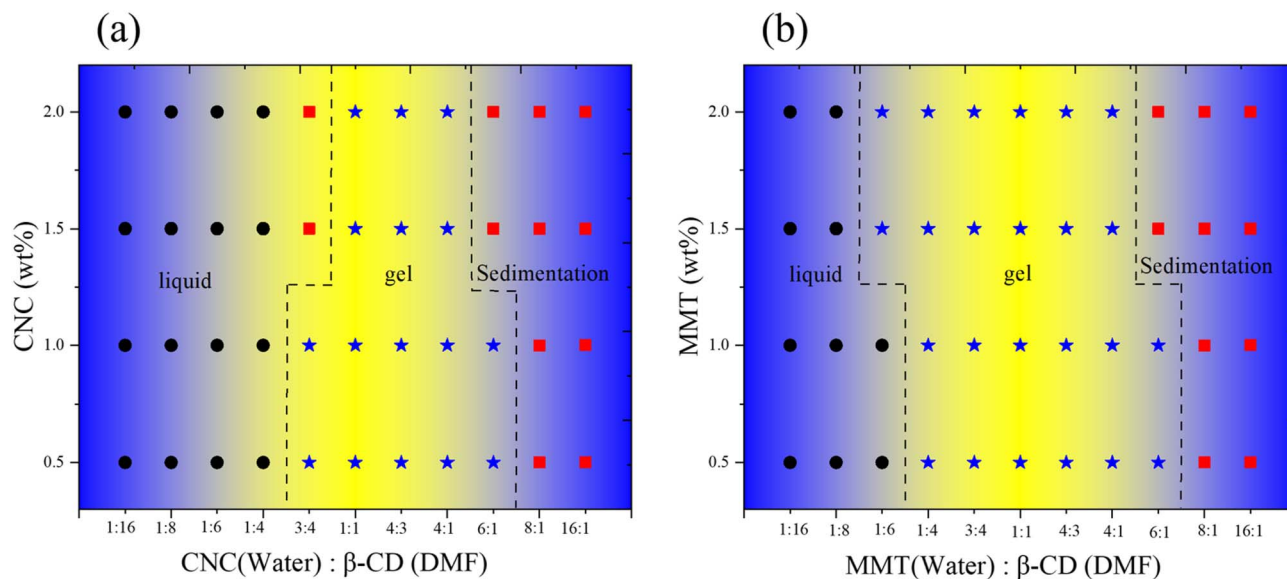 (a)
CNC (wt%)
2.0
1.5
1.0
0.5
liquid
gel
Sedimentation
1:16 1:8 1:6 1:4 3:4 1:1 4:3 4:1 6:1 8:1 16:1
CNC(Water) : β-CD (DMF)
(b)
MMT (wt%)
2.0
1.5
1.0
0.5
liquid
gel
Sedimentation
1:16 1:8 1:6 1:4 3:4 1:1 4:3 4:1 6:1 8:1 16:1
MMT(Water) : β-CD (DMF)